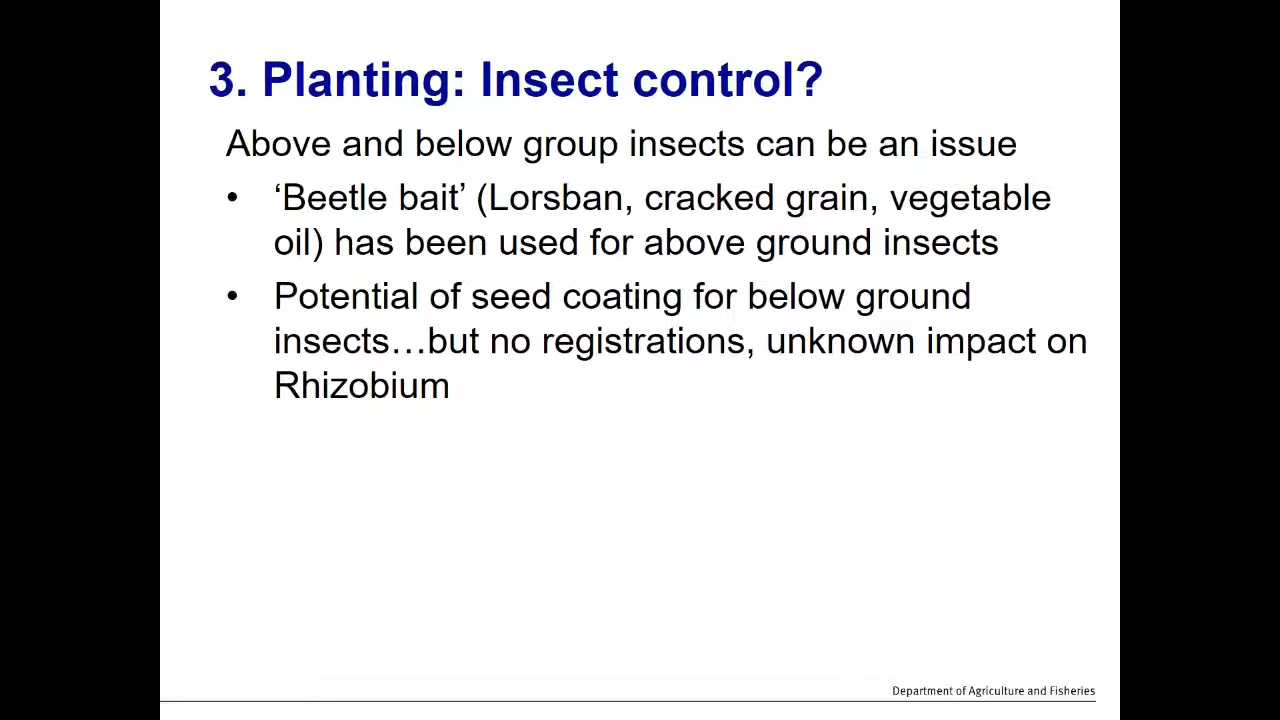 3. Planting: Insect control?
Above and below group insects can be an issue
• ‘Beetle bait’ (Lorsban, cracked grain, vegetable
oil) has been used for above ground insects
• Potential of seed coating for below ground
insects…but no registrations, unknown impact on
Rhizobium
Department of Agriculture and Fisheries